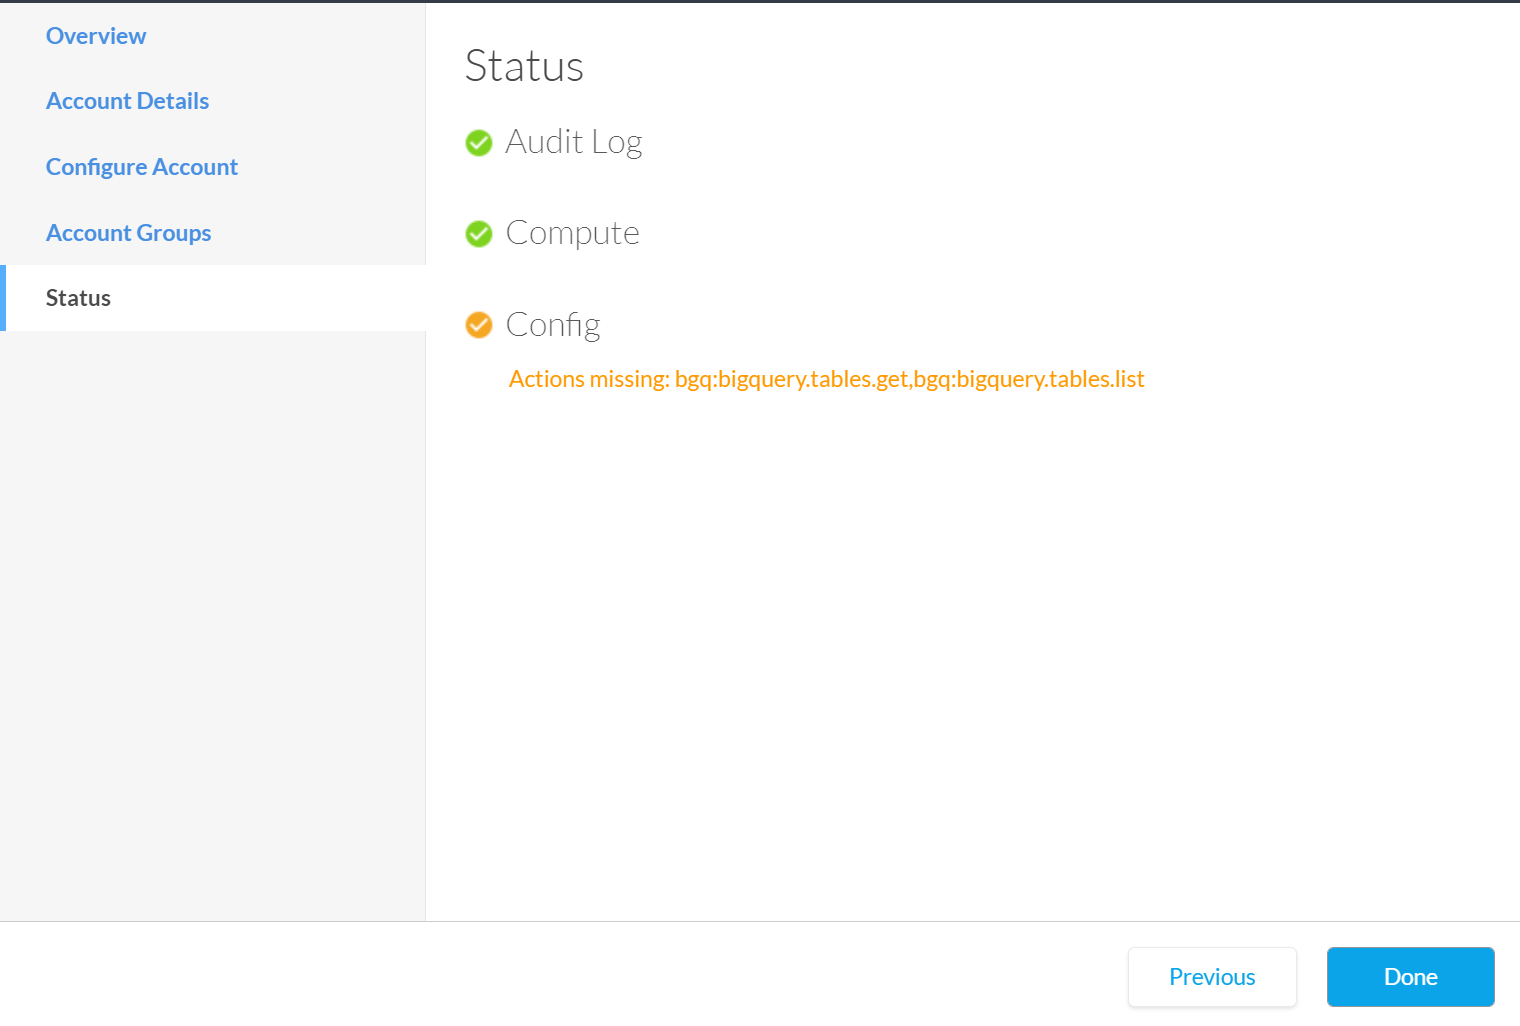 Overview
Account Details
Configure Account
Account Groups
Status
Status
Audit Log
Compute
Config
Actions missing: bgq:bigquery.tables.get,bgq:bigquery.tables.list
Previous
Done